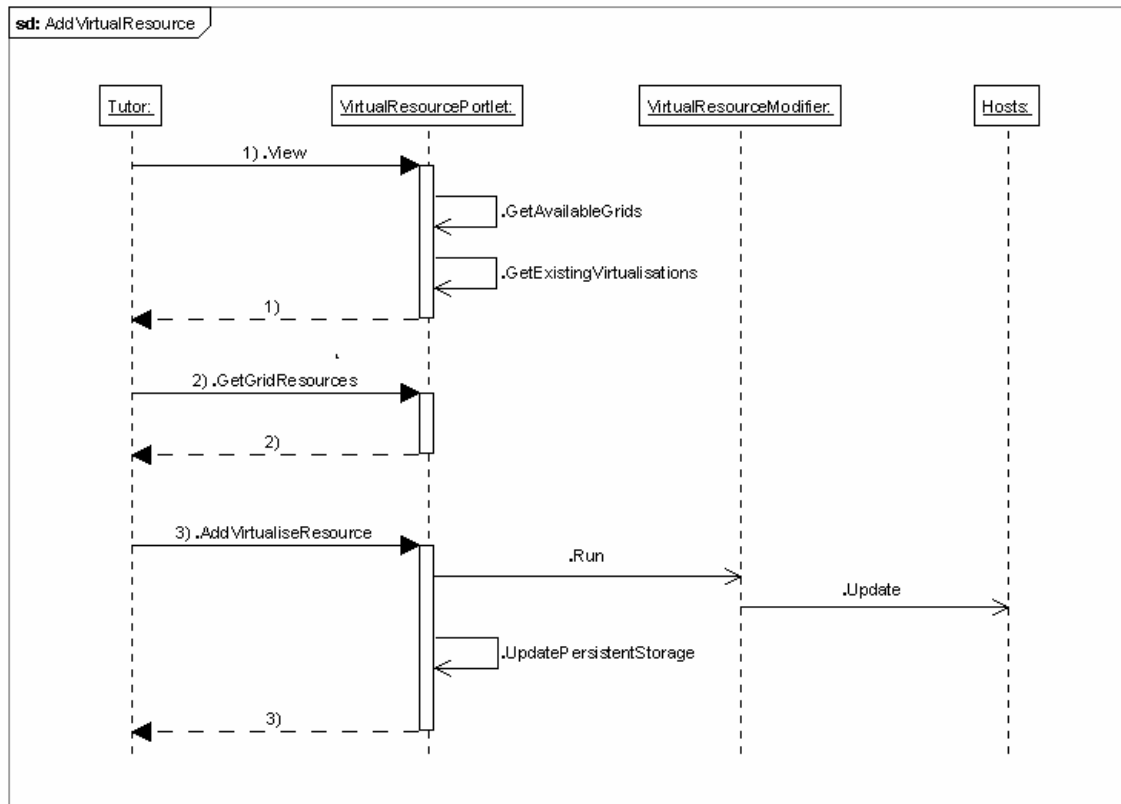 sd: AddVirtualResource
Tutor:
VirtualResourcePortlet:
VirtualResourceModifier:
Hosts:
1) .View
.GetAvailableGrids
.GetExistingVirtualisations
1)
2) .GetGridResources
2)
3) .AddVirtualiseResource
.Run
.Update
.UpdatePersistentStorage
3)